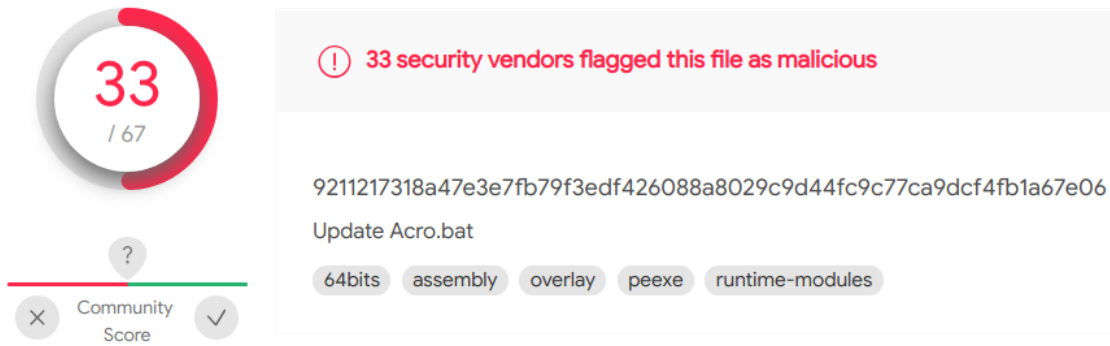 33
/ 67
?
Community
Score
33 security vendors flagged this file as malicious
9211217318a47e3e7fb79f3edf426088a8029c9d44fc9c77ca9dcf4fb1a67e06
Update Acro.bat
64bits assembly overlay peexe runtime-modules